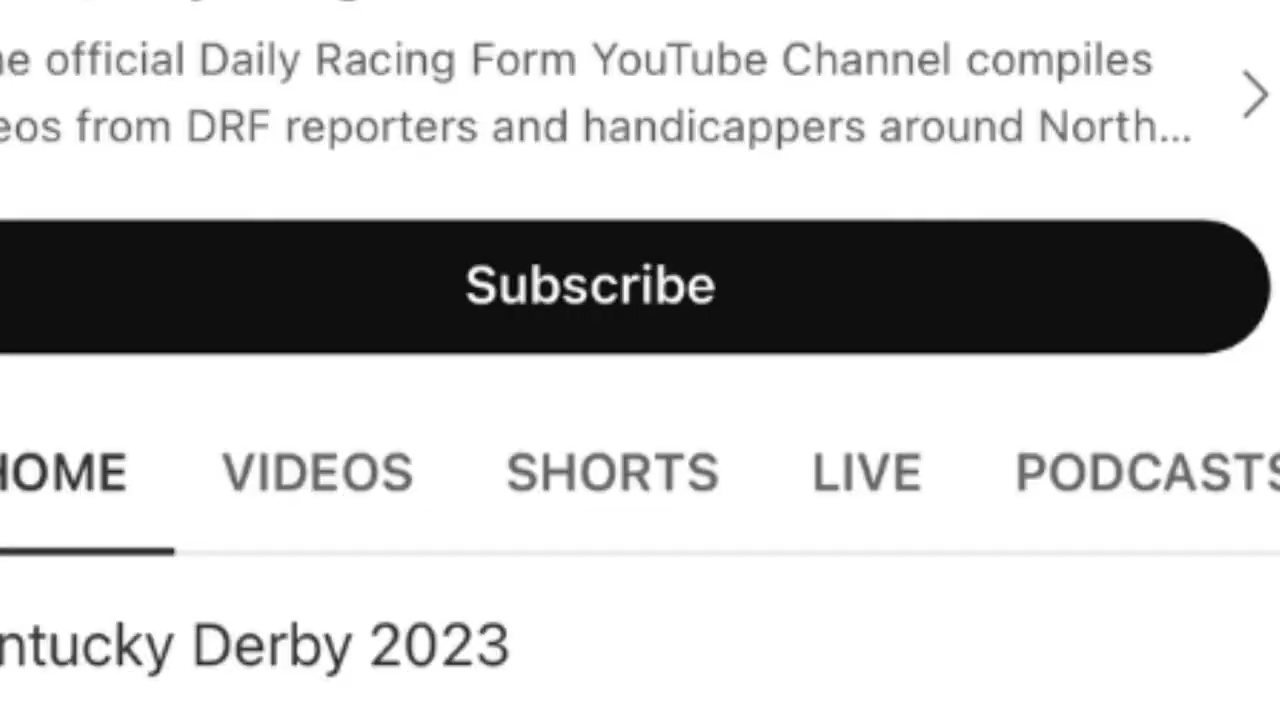 he official Daily Racing Form YouTube Channel compiles
eos from DRF reporters and handicappers around North...
Subscribe
HOME VIDEOS SHORTS LIVE PODCASTS
ntucky Derby 2023